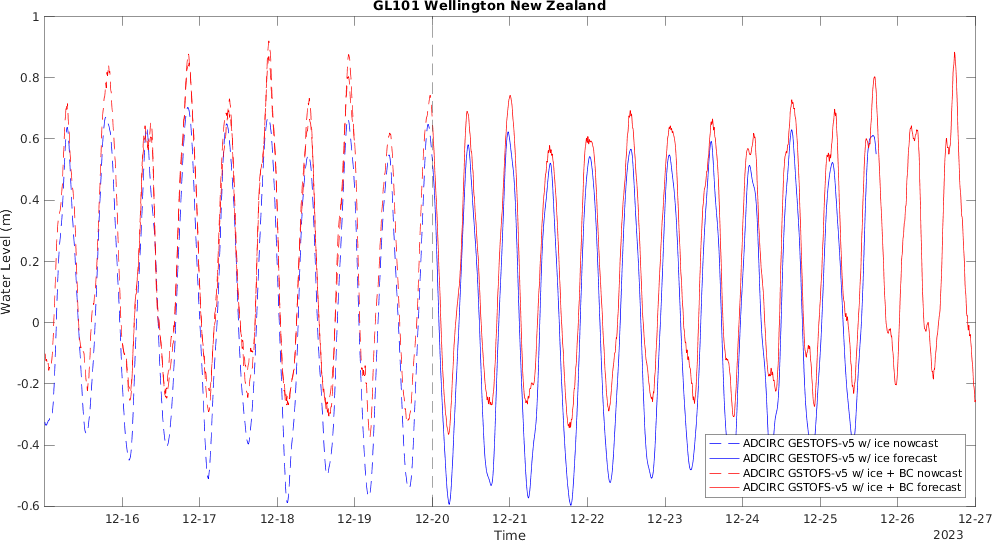 GL101 Wellington New Zealand
Water Level (m)
1
0.8
0.6
0.4
0.2
0
-0.2
-0.4
-0.6
ADCIRC GESTOFS-v5 w/ ice nowcast
ADCIRC GESTOFS-v5 w/ ice forecast
ADCIRC GSTOFS-v5 w/ ice + BC nowcast
ADCIRC GSTOFS-v5 w/ ice + BC forecast
12-16 12-17 12-18 12-19 12-20 12-21 12-22 12-23 12-24 12-25 12-26 12-27
Time
2023